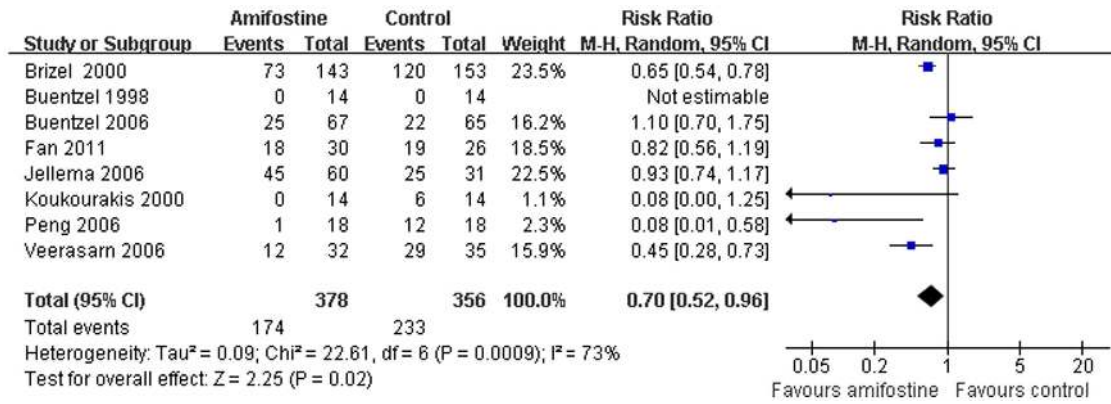 Amifostine Control Risk Ratio Risk Ratio
Study or Subgroup Events Total Events Total Weight M-H, Random, 95% CI M-H, Random, 95% CI
Brizel 2000 73 143 120 153 23.5% 0.65 [0.54, 0.78]
Buentzel 1998 0 14 0 14 Not estimable
Buentzel 2006 25 67 22 65 16.2% 1.10 [0.70, 1.75]
Fan 2011 18 30 19 26 18.5% 0.82 [0.56, 1.19]
Jellema 2006 45 60 25 31 22.5% 0.93 [0.74, 1.17]
Koukourakis 2000 0 14 6 14 1.1% 0.08 [0.00, 1.25]
Peng 2006 1 18 12 18 2.3% 0.08 [0.01, 0.58]
Veerasarn 2006 12 32 29 35 15.9% 0.45 [0.28, 0.73]
Total (95% CI) 378 356 100.0% 0.70 [0.52, 0.96]
Total events 174 233
Heterogeneity: Tau² = 0.09; Chi² = 22.61, df = 6 (P = 0.0009); I² = 73%
Test for overall effect: Z = 2.25 (P = 0.02)
0.05 0.2 1 5 20
Favours amifostine Favours control